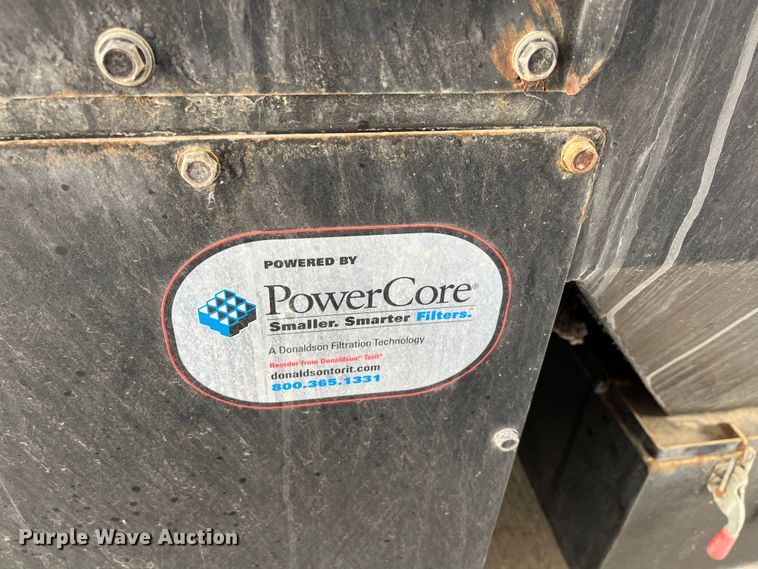 POWERED BY
PowerCore®
Smaller. Smarter Filters.
A Donaldson Filtration Technology
Reorder from Donaldson® Torit®
donaldsontorit.com
800.365.1331
Purple Wave Auction